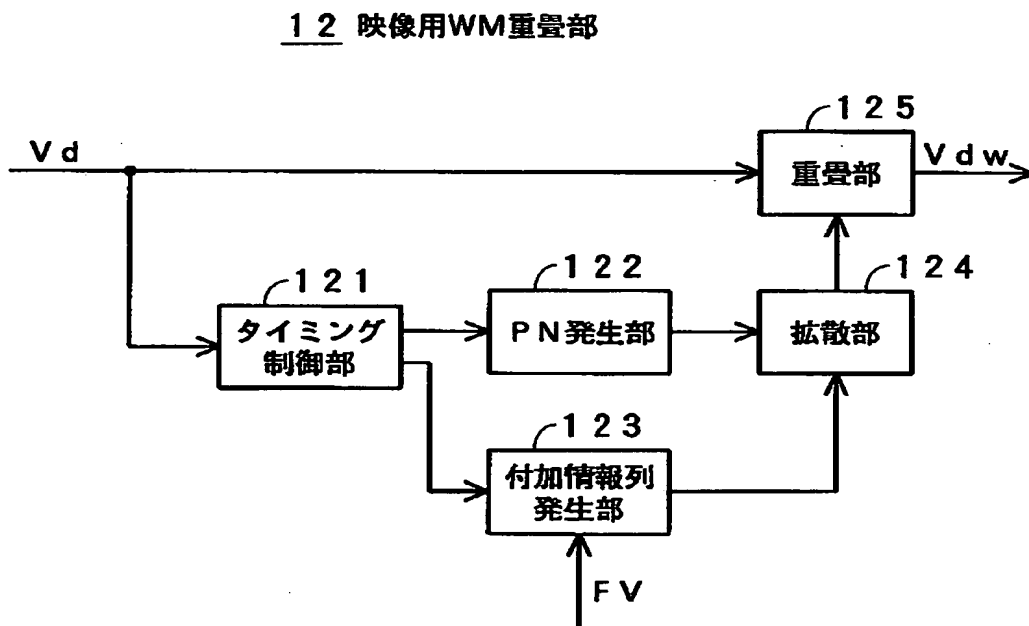 １２ 映像用WM重畳部
１２５
Ｖｄ
Ｖｄｗ
重畳部
１２１
１２２
１２４
タイミング
制御部
ＰＮ発生部
拡散部
１２３
付加情報列
発生部
ＦＶ